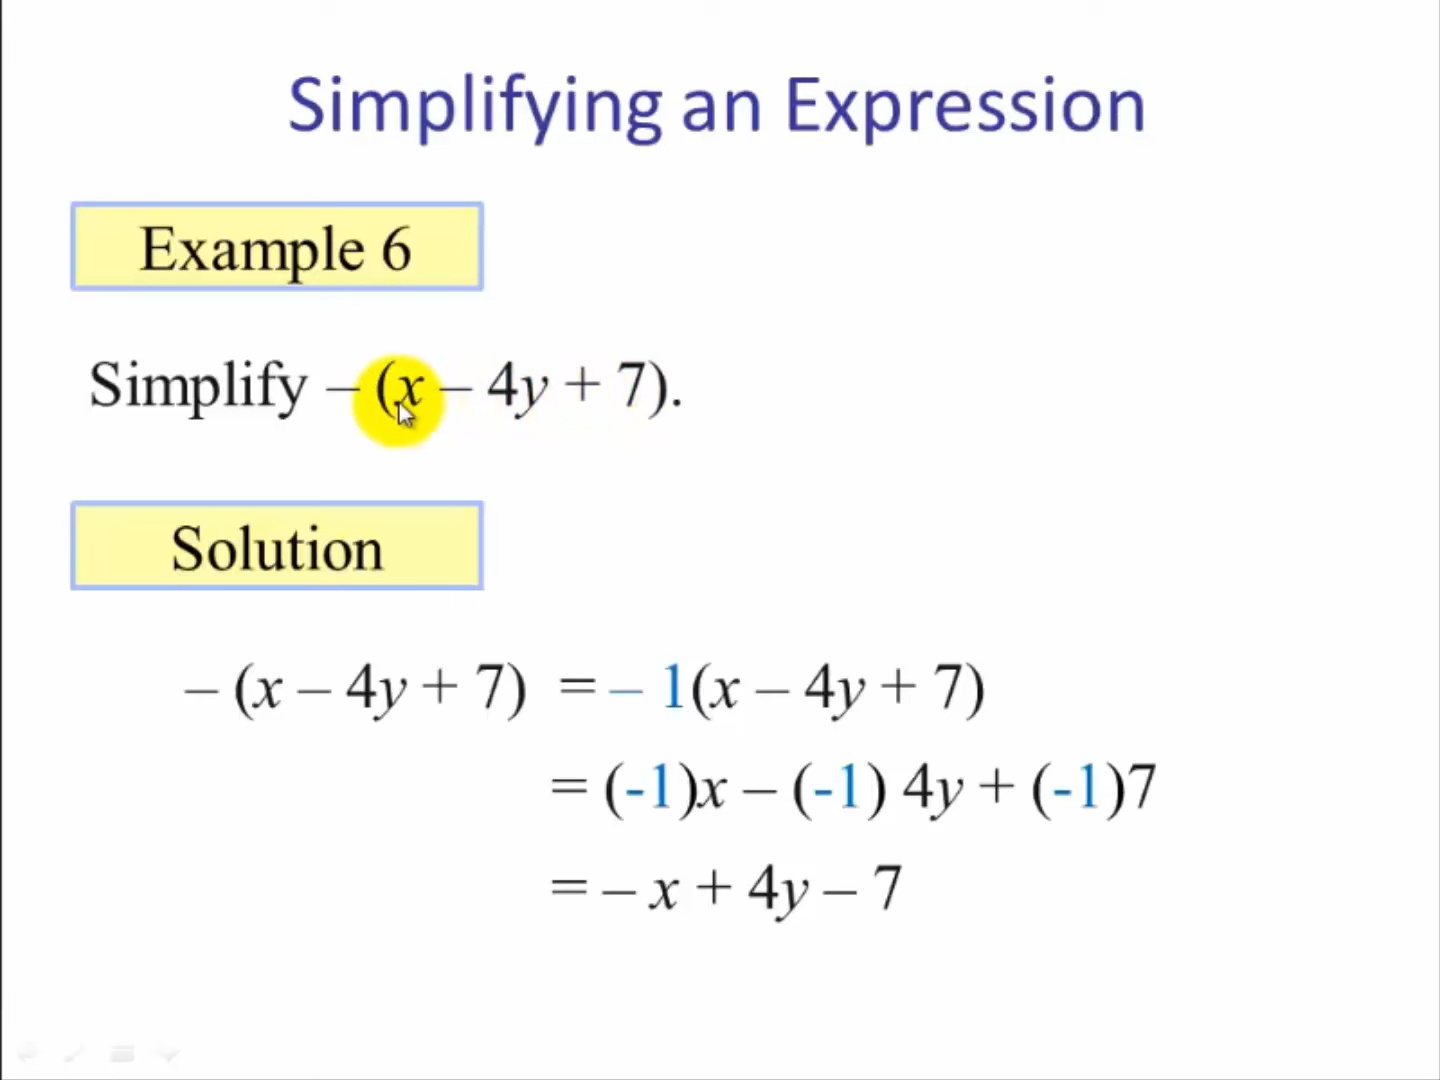 Simplifying an Expression
Example 6
Simplify – (x – 4y + 7).
Solution
– (x – 4y + 7) = – 1(x – 4y + 7)
= (-1)x – (-1) 4y + (-1)7
= – x + 4y – 7